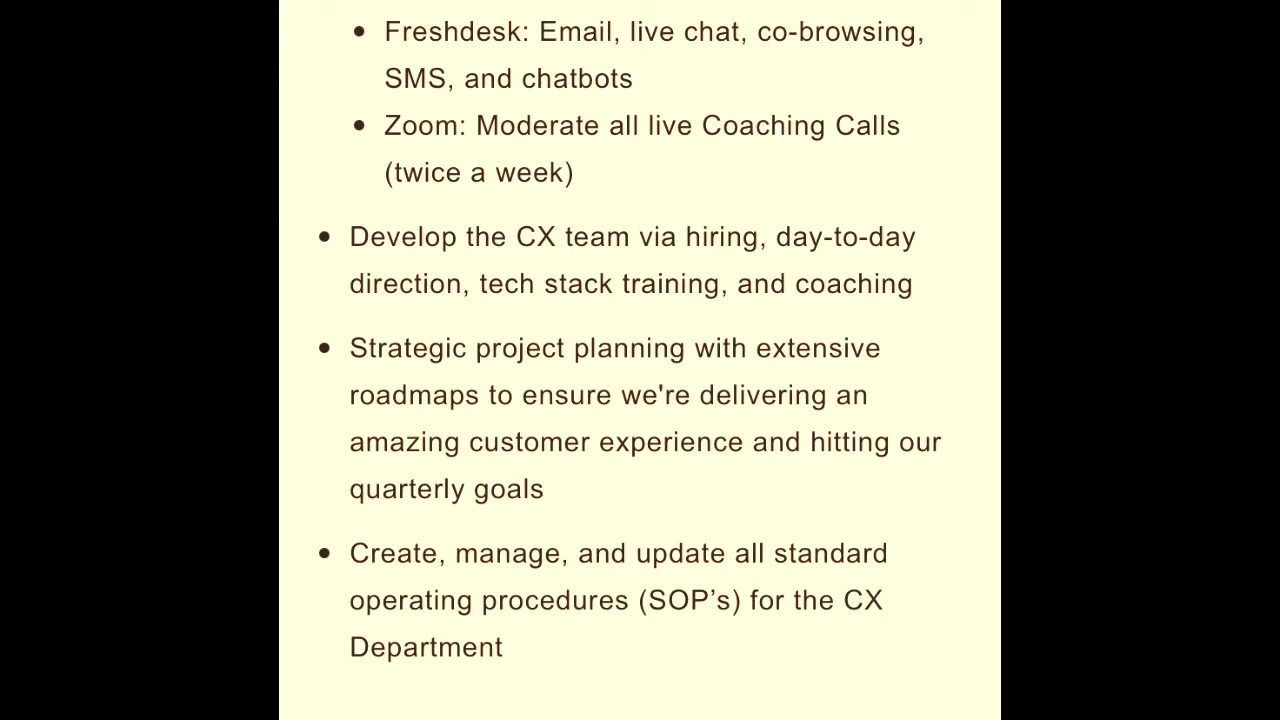 • Freshdesk: Email, live chat, co-browsing,
SMS, and chatbots
• Zoom: Moderate all live Coaching Calls
(twice a week)
• Develop the CX team via hiring, day-to-day
direction, tech stack training, and coaching
• Strategic project planning with extensive
roadmaps to ensure we're delivering an
amazing customer experience and hitting our
quarterly goals
• Create, manage, and update all standard
operating procedures (SOP’s) for the CX
Department